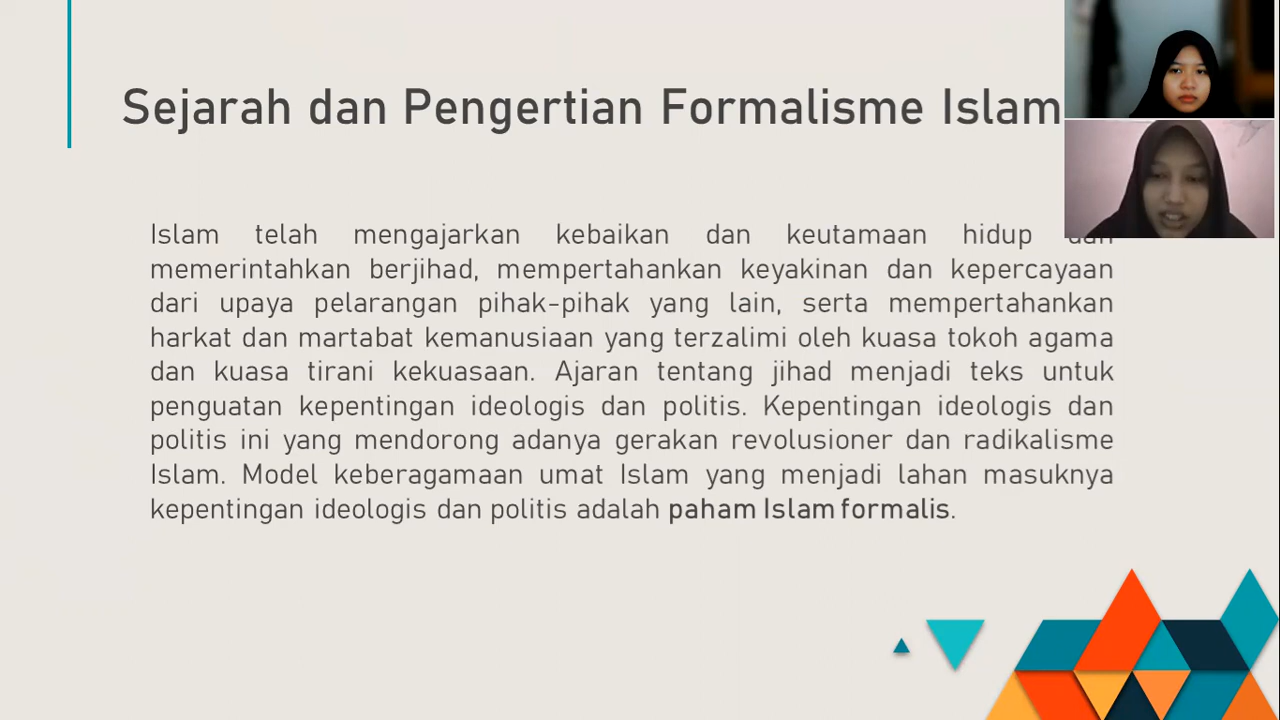 Sejarah dan Pengertian Formalisme Islam
Islam telah mengajarkan kebaikan dan keutamaan hidup dan
memerintahkan berjihad, mempertahankan keyakinan dan kepercayaan
dari upaya pelarangan pihak-pihak yang lain, serta mempertahankan
harkat dan martabat kemanusiaan yang terzalimi oleh kuasa tokoh agama
dan kuasa tirani kekuasaan. Ajaran tentang jihad menjadi teks untuk
penguatan kepentingan ideologis dan politis. Kepentingan ideologis dan
politis ini yang mendorong adanya gerakan revolusioner dan radikalisme
Islam. Model keberagamaan umat Islam yang menjadi lahan masuknya
kepentingan ideologis dan politis adalah paham Islam formalis.